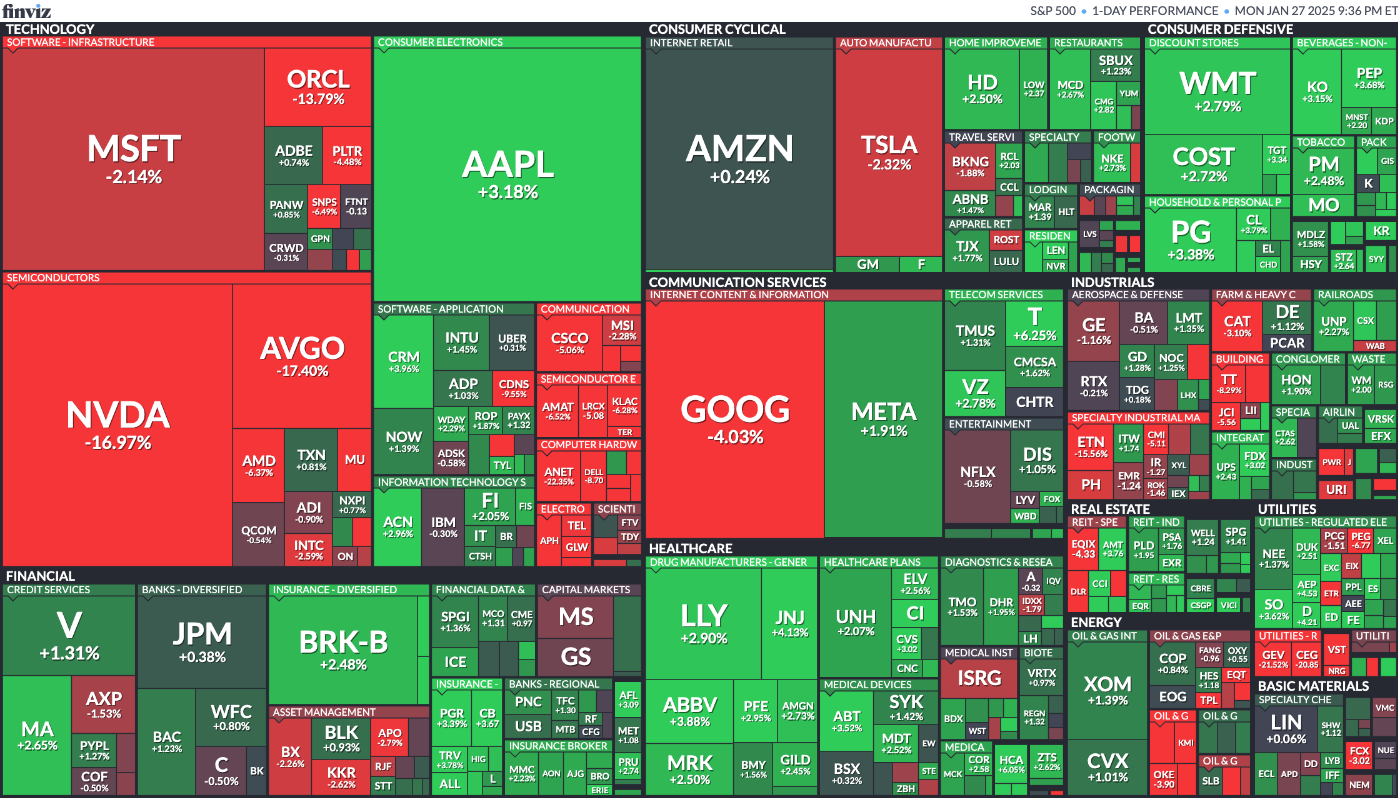 finviz
S&P 500 • 1-DAY PERFORMANCE • MON JAN 27 2025 9:36 PM ET
TECHNOLOGY
SOFTWARE - INFRASTRUCTURE
MSFT
-2.14%
ORCL
-13.79%
ADBE
+0.74%
PLTR
-4.48%
PANW
+0.85%
SNPS
-6.49%
FTNT
-0.13
CRWD
-0.31%
GPN
CONSUMER ELECTRONICS
AAPL
+3.18%
SEMICONDUCTORS
NVDA
-16.97%
AVGO
-17.40%
AMD
-6.37%
TXN
+0.81%
MU
QCOM
-0.54%
ADI
-0.90%
NXPI
+0.77%
INTC
-2.59%
ON
SOFTWARE - APPLICATION
CRM
+3.96%
INTU
+1.45%
UBER
+0.31%
ADP
+1.03%
CDNS
-9.55%
NOW
+1.39%
WDAY
+2.29%
ROP
+1.87%
PAYX
+1.32
ADSK
-0.58%
TYL
INFORMATION TECHNOLOGY S
ACN
+2.96%
IBM
-0.30%
FI
+2.05%
FIS
IT
BR
CTSH
COMMUNICATION
CSCO
-5.06%
MSI
-2.28%
SEMICONDUCTOR E
AMAT
-6.52%
LRCX
-5.08
KLAC
-6.28%
TER
COMPUTER HARDW
ANET
-22.35%
DELL
-8.70
ELECTRO
APH
TEL
GLW
SCIENTI
FTV
TDY
CONSUMER CYCLICAL
INTERNET RETAIL
AMZN
+0.24%
AUTO MANUFACTU
TSLA
-2.32%
GM
F
HOME IMPROVEME
HD
+2.50%
LOW
+2.37
RESTAURANTS
MCD
+2.67%
SBUX
+1.23%
CMG
+2.82
YUM
TRAVEL SERVI
BKNG
-1.88%
RCL
+2.03
CCL
ABNB
+1.47%
SPECIALTY
FOOTW
NKE
+2.73%
LODGIN
MAR
+1.39
HLT
PACKAGIN
APPAREL RET
TJX
+1.77%
ROST
LULU
RESIDEN
LEN
NVR
LVS
CONSUMER DEFENSIVE
DISCOUNT STORES
WMT
+2.79%
COST
+2.72%
TGT
+3.34
BEVERAGES - NON-
KO
+3.15%
PEP
+3.68%
MNST
+2.20
KDP
HOUSEHOLD & PERSONAL P
PG
+3.38%
CL
+3.79%
EL
CHD
TOBACCO
PM
+2.48%
MO
PACK
GIS
K
MDLZ
+1.58%
HSY
STZ
+2.64
KR
SYY
COMMUNICATION SERVICES
INTERNET CONTENT & INFORMATION
GOOG
-4.03%
META
+1.91%
TELECOM SERVICES
TMUS
+1.31%
T
+6.25%
VZ
+2.78%
CMCSA
+1.62%
CHTR
ENTERTAINMENT
NFLX
-0.58%
DIS
+1.05%
LYV
FOX
WBD
INDUSTRIALS
AEROSPACE & DEFENSE
GE
-1.16%
BA
-0.51%
LMT
+1.35%
RTX
-0.21%
GD
+1.28%
NOC
+1.25%
TDG
+0.18%
LHX
FARM & HEAVY C
CAT
-3.10%
DE
+1.12%
PCAR
RAILROADS
UNP
+2.27%
CSX
WAB
SPECIALTY INDUSTRIAL MA
ETN
-15.56%
ITW
+1.74
CMI
-5.11
PH
EMR
-1.24
IR
-1.27
XYL
ROK
-1.46
IEX
BUILDING
TT
-8.29%
JCI
-5.56
LII
CONGLOMER
HON
+1.90%
WASTE
WM
+2.00
RSG
INTEGRAT
UPS
+2.43
FDX
+3.02
SPECIA
CTAS
+2.62
AIRLIN
UAL
VRSK
EFX
INDUST
PWR
J
URI
FINANCIAL
CREDIT SERVICES
V
+1.31%
MA
+2.65%
AXP
-1.53%
PYPL
+1.27%
COF
-0.50%
BANKS - DIVERSIFIED
JPM
+0.38%
BAC
+1.23%
WFC
+0.80%
C
-0.50%
BK
INSURANCE - DIVERSIFIED
BRK-B
+2.48%
ASSET MANAGEMENT
BX
-2.26%
BLK
+0.93%
APO
-2.79%
KKR
-2.62%
RJF
STT
FINANCIAL DATA &
SPGI
+1.36%
MCO
+1.31
CME
+0.97
ICE
CAPITAL MARKETS
MS
GS
INSURANCE -
PGR
+3.39%
CB
+3.67
TRV
+3.78%
HIG
ALL
L
BANKS - REGIONAL
PNC
TFC
+1.30
RF
USB
MTB
CFG
AFL
+3.09
MET
+1.08
PRU
+2.74
INSURANCE BROKER
MMC
+2.23%
AON
AJG
BRO
ERIE
HEALTHCARE
DRUG MANUFACTURERS - GENER
LLY
+2.90%
JNJ
+4.13%
ABBV
+3.88%
PFE
+2.95%
AMGN
+2.73%
MRK
+2.50%
BMY
+1.56%
GILD
+2.45%
HEALTHCARE PLANS
UNH
+2.07%
ELV
+2.56%
CI
CVS
+3.02
CNC
MEDICAL DEVICES
ABT
+3.52%
SYK
+1.42%
MDT
+2.52%
EW
BSX
+0.32%
STE
ZBH
DIAGNOSTICS & RESEA
TMO
+1.53%
DHR
+1.95%
A
-0.32
IQV
IDXX
-1.79
LH
MEDICAL INST
ISRG
BDX
WST
BIOTE
VRTX
+0.97%
REGN
+1.32
MEDICA
MCK
COR
+2.58
HCA
+6.05%
ZTS
+2.62%
REAL ESTATE
REIT - SPE
EQIX
-4.33
AMT
+3.76
DLR
CCI
REIT - IND
PLD
+1.95
PSA
+1.76
EXR
WELL
+1.24
SPG
+1.41
REIT - RES
EQR
CBRE
CSGP
VICI
UTILITIES
UTILITIES - REGULATED ELE
NEE
+1.37%
DUK
+2.51
PCG
-1.51
PEG
-6.77
XEL
SO
+3.62%
EXC
EIX
AEP
+4.53
ETR
PPL
ES
AEE
D
+4.21
ED
FE
UTILITIES - R
GEV
-21.52%
CEG
-20.85
VST
NRG
UTILITI
ENERGY
OIL & GAS INT
XOM
+1.39%
CVX
+1.01%
OIL & GAS E&P
COP
+0.84%
FANG
-0.96
OXY
+0.55
EOG
HES
+1.18
EQT
TPL
OIL & G
KMI
OKE
-3.90
OIL & G
OIL & G
SLB
BASIC MATERIALS
SPECIALTY CHE
LIN
+0.06%
SHW
+1.12
ECL
APD
DD
LYB
IFF
VMC
FCX
-3.02
NUE
NEM